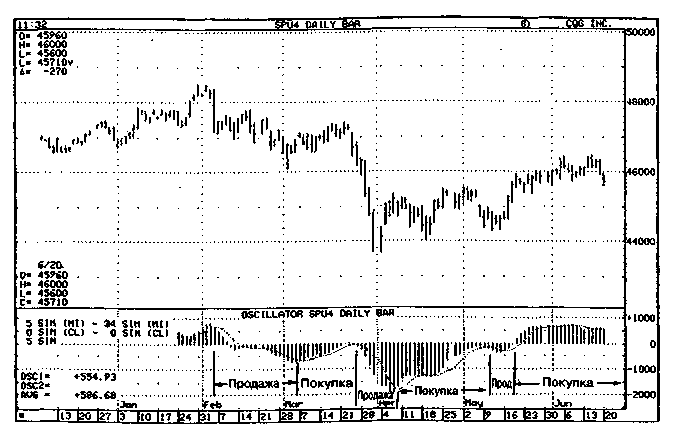 11:32 SPU4 DAILY BAR CQG INC.
O= 45960
H= 46000
L= 45600
L= 45710v
Δ= -270
50000
48000
46000
44000
6/20
O= 45960
H= 46000
L= 45600
C= 45710
OSCILLATOR SPU4 DAILY BAR
5 SIM (MI) - 34 SIM (MI)
0 SIM (CL) - 0 SIM (CL)
5 SIM
+1000
0
1000
2000
OSC1= +554.93
OSC2=
AVG = +586.68
Продажа Покупка Продажа Покупка Прод Покупка
Jan Feb Mar May Jun
13 20 27 3 10 17 24 31 7 14 21 28 7 14 21 28 4 11 18 25 2 9 16 23 30 6 13 20